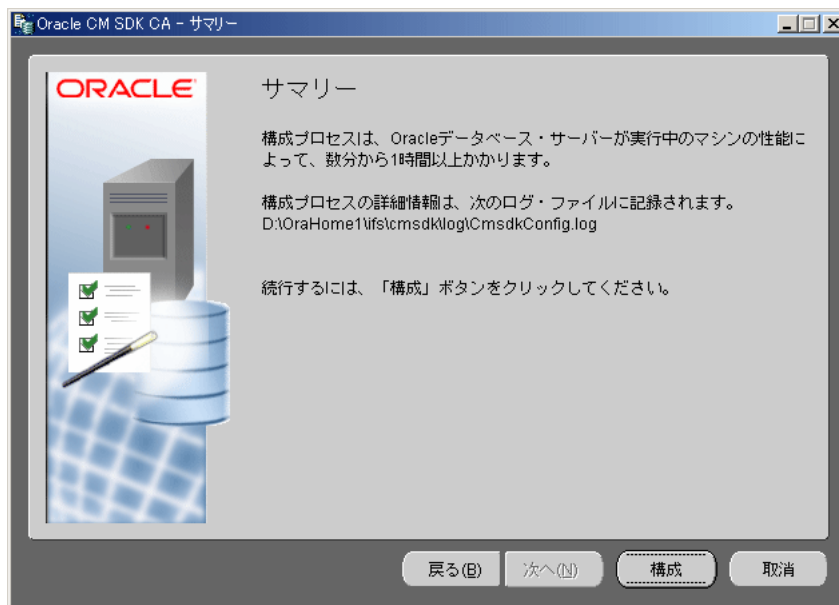 Oracle CM SDK CA - サマリー
ORACLE
サマリー
構成プロセスは、Oracleデータベース・サーバーが実行中のマシンの性能に
よって、数分から1時間以上かかります。
構成プロセスの詳細情報は、次のログ・ファイルに記録されます。
D:\OraHome1\ifs\cmsdk\log\CmsdkConfig.log
続行するには、「構成」ボタンをクリックしてください。
戻る(B) 次へ(N) 構成 取消